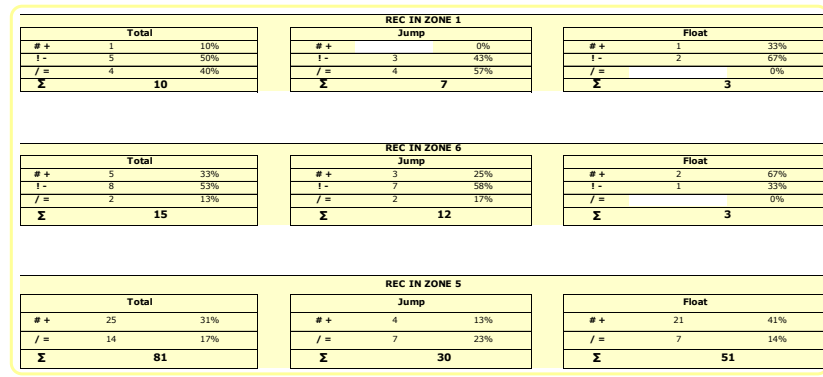 REC IN ZONE 1
Total Jump Float
# + 1 10% # + 0% # + 1 33%
! - 5 50% ! - 3 43% ! - 2 67%
/ = 4 40% / = 4 57% / = 0%
Σ 10 Σ 7 Σ 3
REC IN ZONE 6
Total Jump Float
# + 5 33% # + 3 25% # + 2 67%
! - 8 53% ! - 7 58% ! - 1 33%
/ = 2 13% / = 2 17% / = 0%
Σ 15 Σ 12 Σ 3
REC IN ZONE 5
Total Jump Float
# + 25 31% # + 4 13% # + 21 41%
/ = 14 17% / = 7 23% / = 7 14%
Σ 81 Σ 30 Σ 51